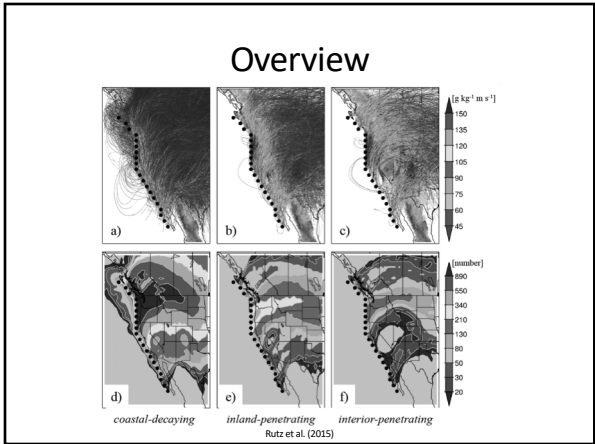 Overview
[g kg⁻¹ m s⁻¹]
150
135
120
105
90
75
60
45
a)
b)
c)
[number]
890
550
340
210
130
80
50
30
20
d)
e)
f)
coastal-decaying
inland-penetrating
interior-penetrating
Rutz et al. (2015)